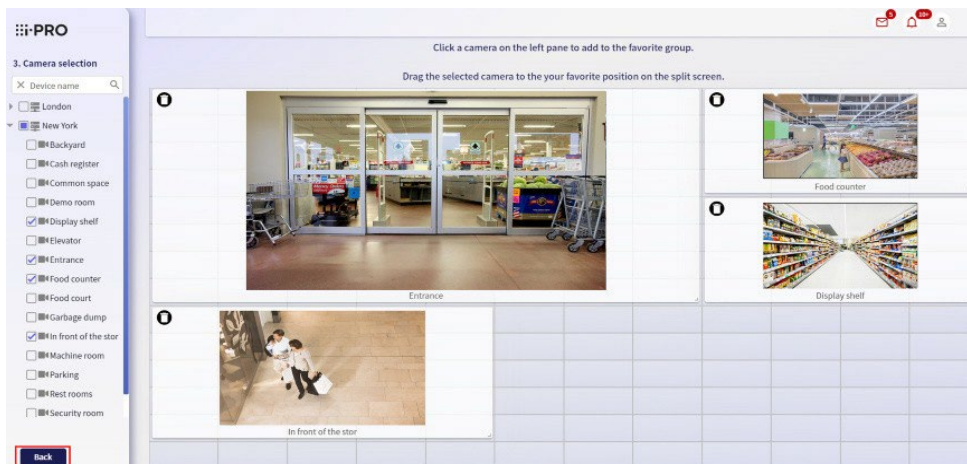 i-PRO
5
10+
3. Camera selection
Click a camera on the left pane to add to the favorite group.
Device name
Drag the selected camera to the your favorite position on the split screen.
London
New York
Backyard
Cash register
Common space
Demo room
Display shelf
Elevator
Entrance
Food counter
Food court
Garbage dump
In front of the stor
Machine room
Parking
Rest rooms
Security room
Back
Entrance
Food counter
Display shelf
In front of the stor